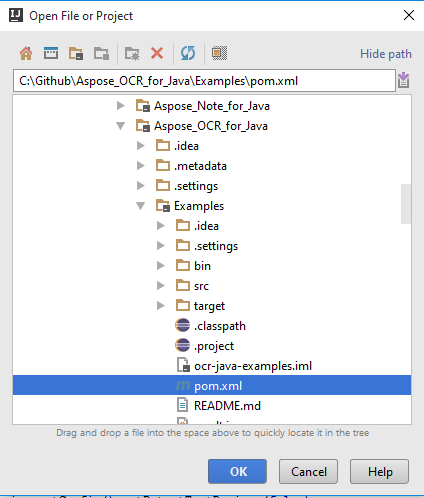 IJ Open File or Project
Hide path
C:\Github\Aspose_OCR_for_Java\Examples\pom.xml
Aspose_Note_for_Java
Aspose_OCR_for_Java
.idea
.metadata
.settings
Examples
.idea
.settings
bin
src
target
.classpath
.project
ocr-java-examples.iml
m pom.xml
README.md
Drag and drop a file into the space above to quickly locate it in the tree
OK Cancel Help